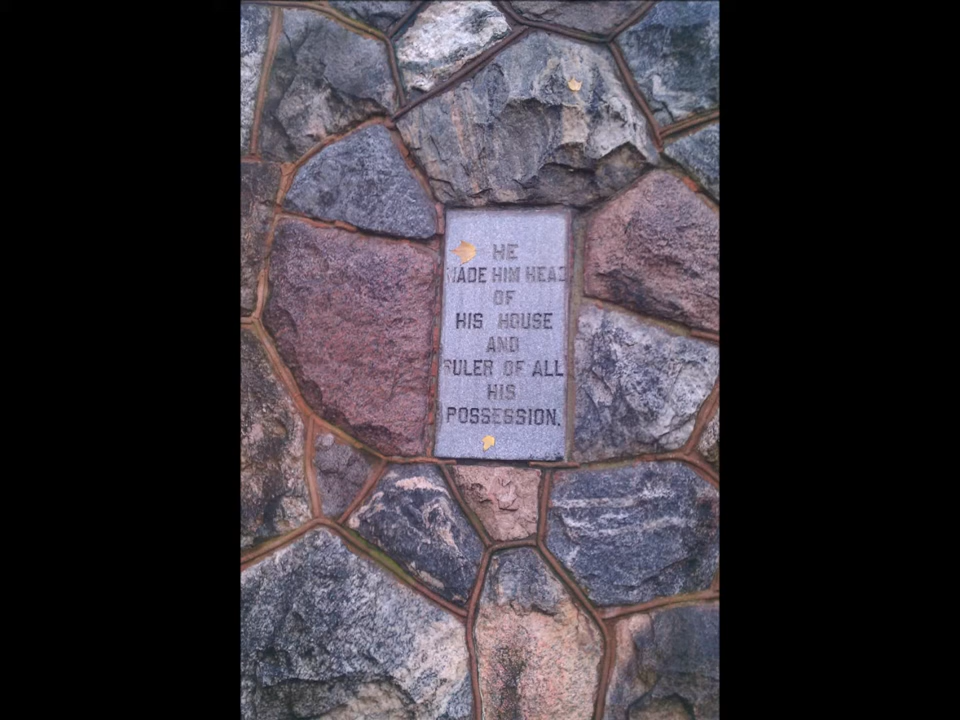 HE
MADE HIM HEAD
OF
HIS HOUSE
AND
RULER OF ALL
HIS
POSSESSION.